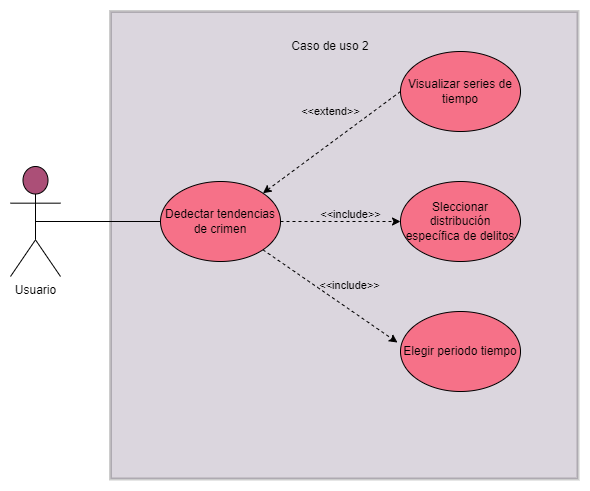 Caso de uso 2
Visualizar series de
tiempo
<<extend>>
Dedectar tendencias
de crimen
<<include>>
Sleccionar
distribución
específica de delitos
<<include>>
Elegir periodo tiempo
Usuario